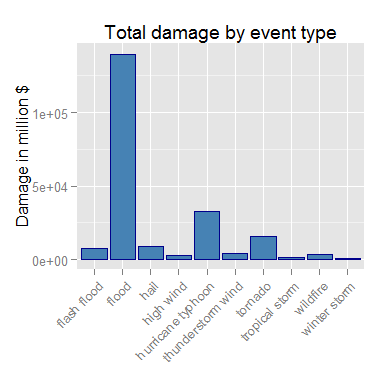 Total damage by event type
Damage in million $
1e+05
5e+04
0e+00
flash flood
flood
hail
high wind
hurricane typhoon
thunderstorm wind
tornado
tropical storm
wildfire
winter storm